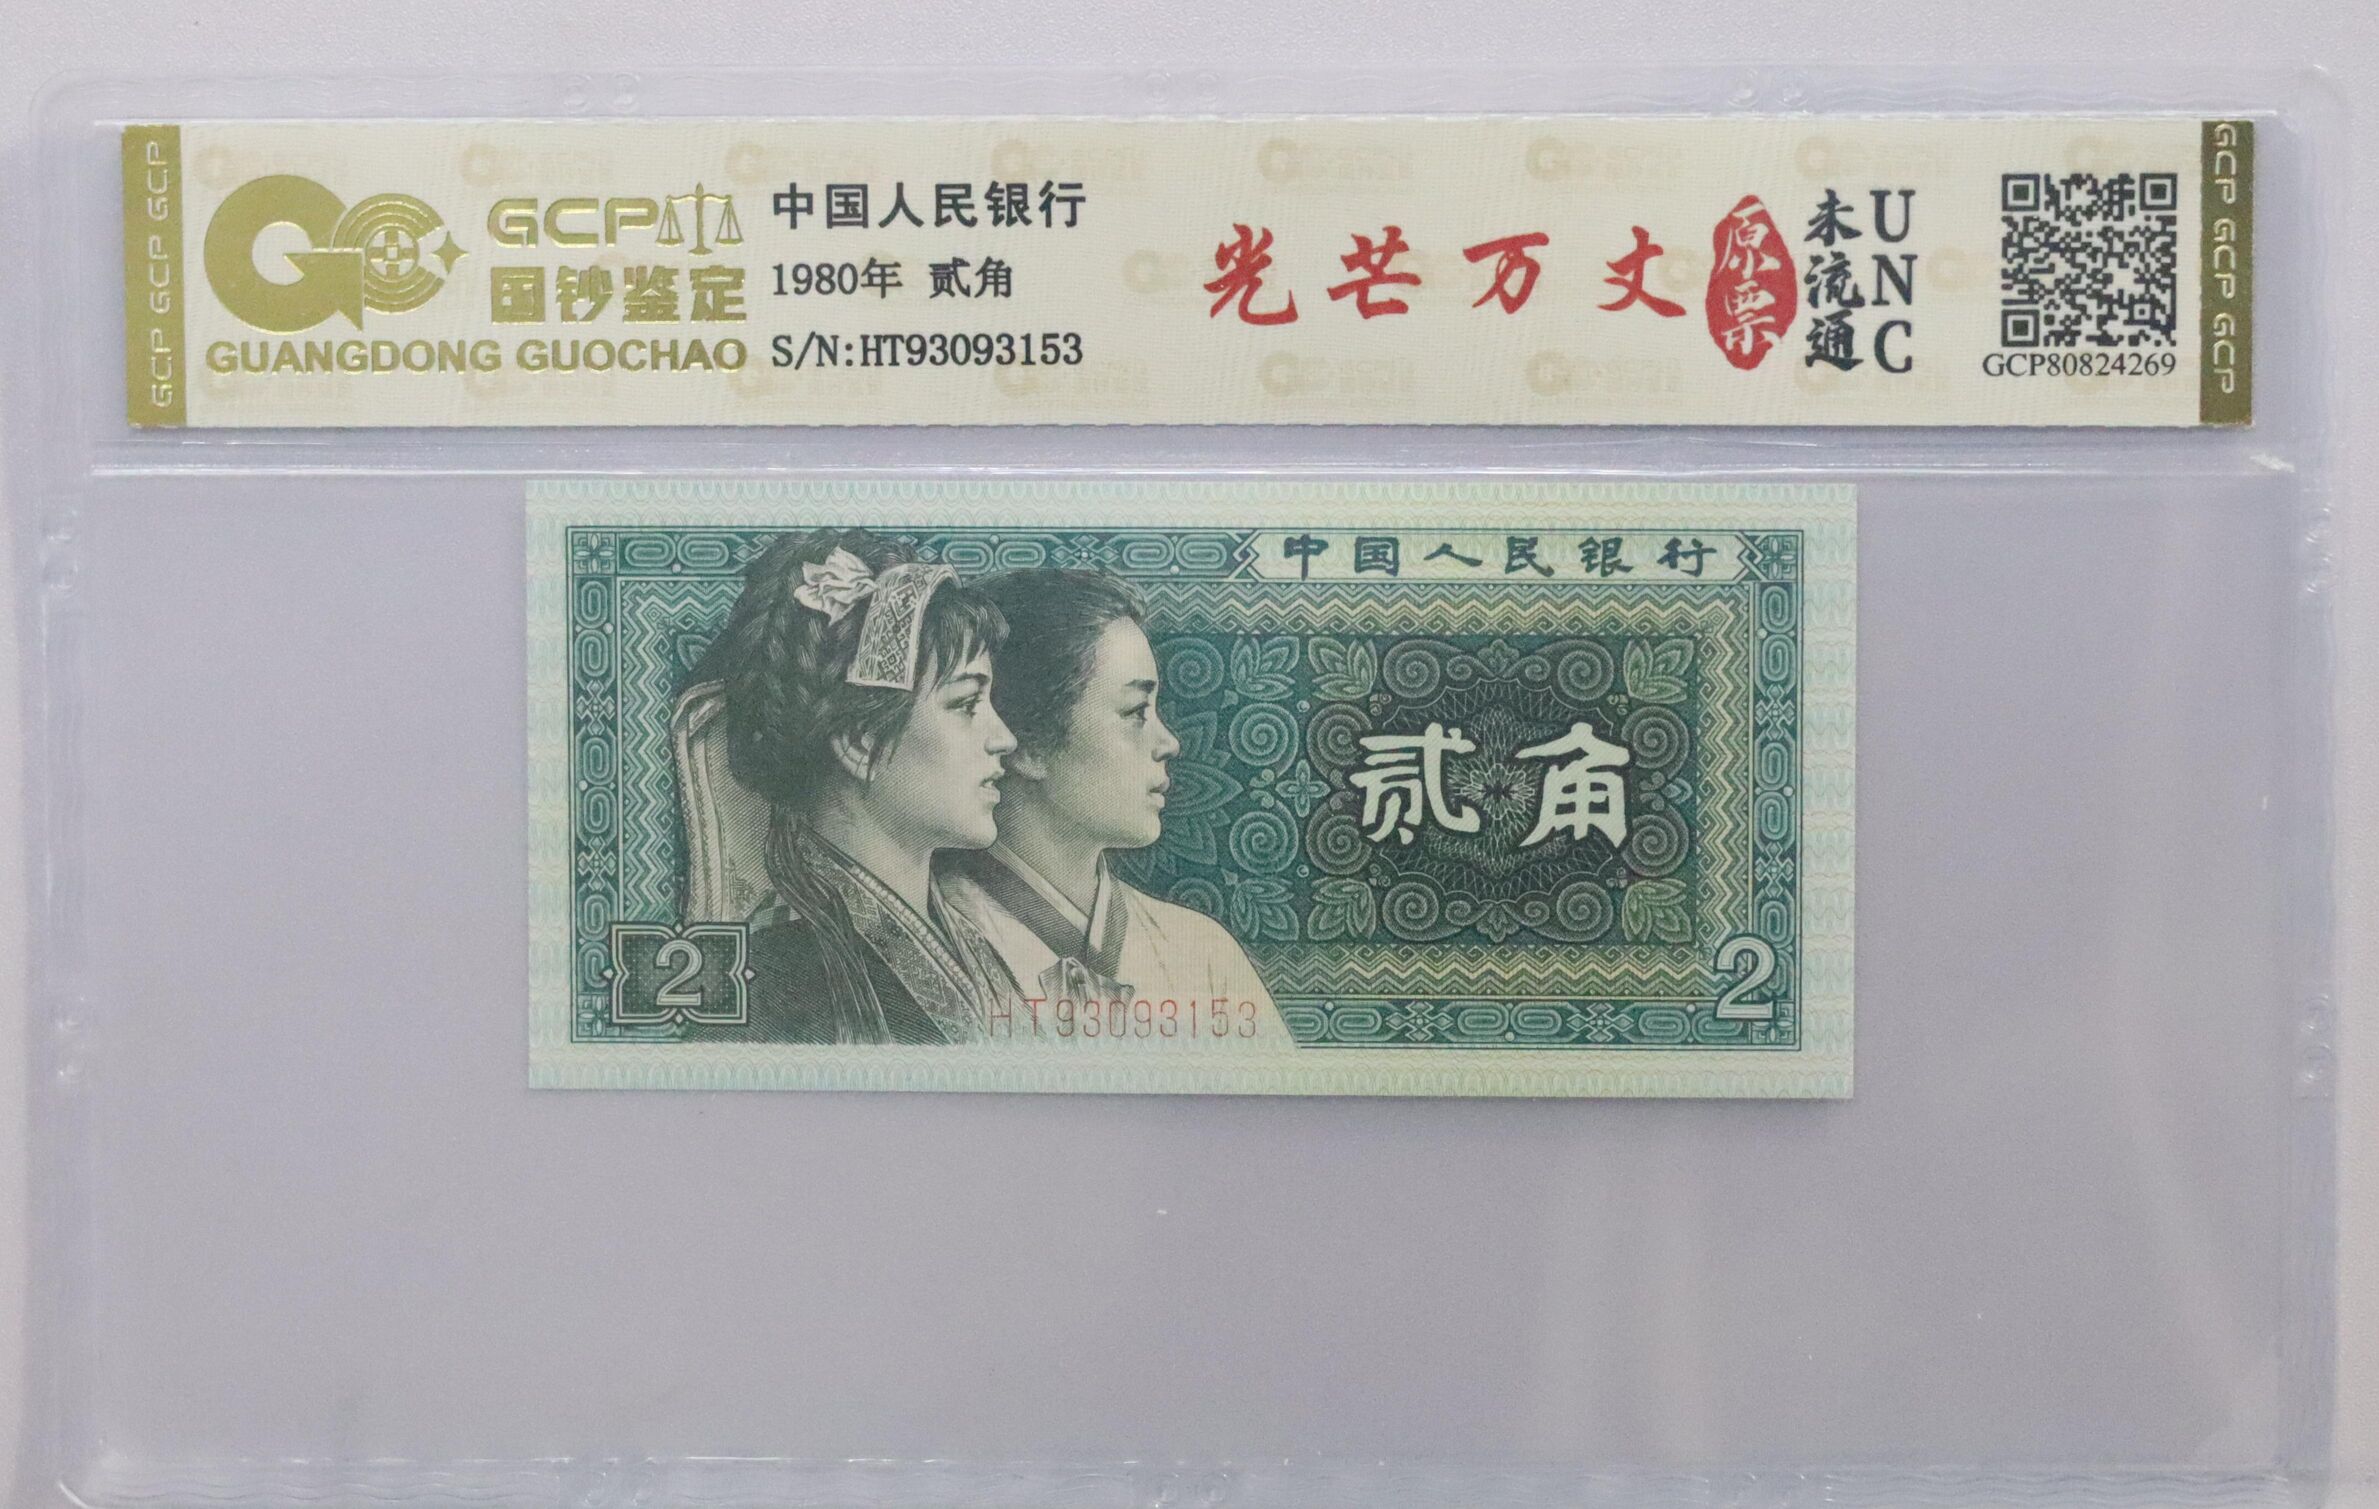 GCP GCP GCP
GCP
国钞鉴定
GUANGDONG GUOCHAO
中国人民银行
1980年 贰角
S/N:HT93093153
光芒万丈
原票
未流通
UNC
GCP80824269
GCP GCP GCP
中国人民银行
贰角
2
2
HT93093153